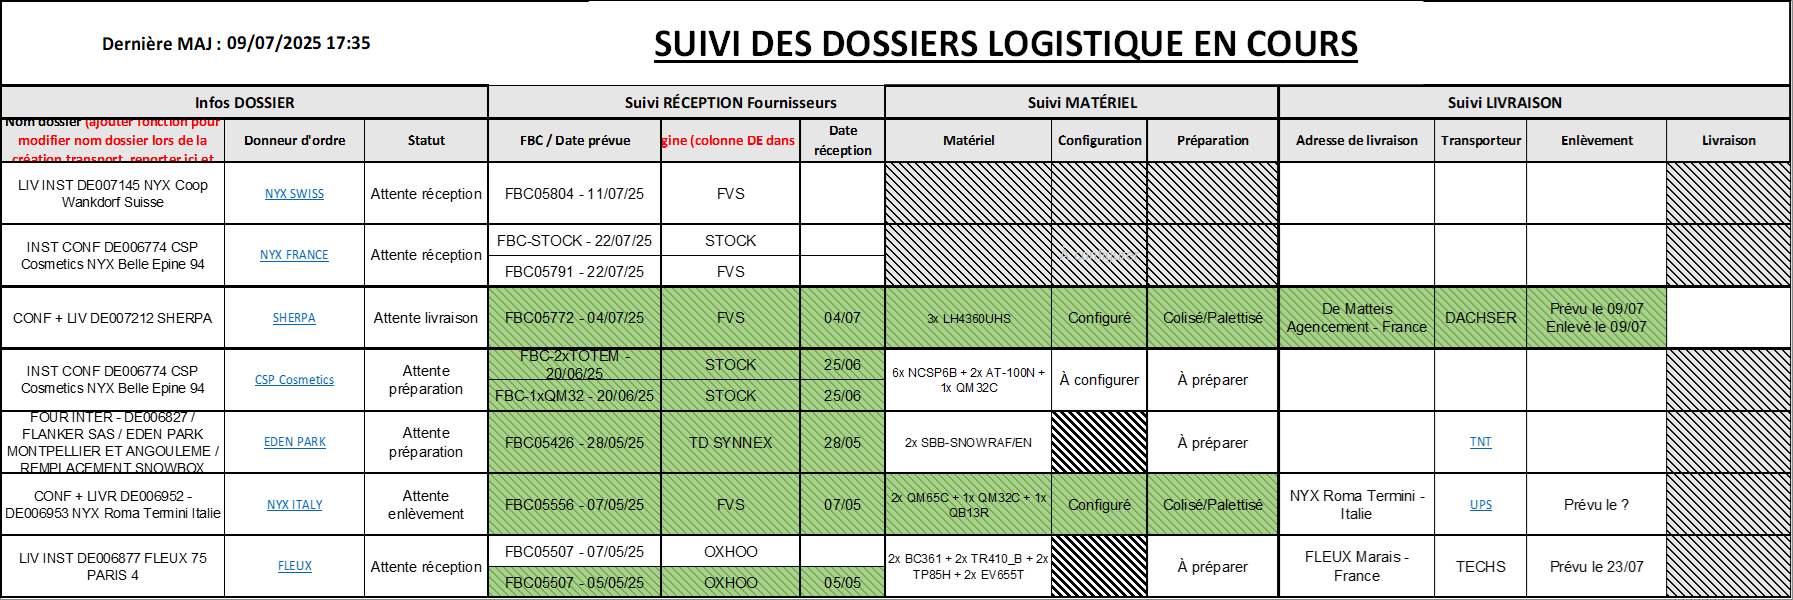 Dernière MAJ : 09/07/2025 17:35
SUIVI DES DOSSIERS LOGISTIQUE EN COURS
Infos DOSSIER
Suivi RÉCEPTION Fournisseurs
Suivi MATÉRIEL
Suivi LIVRAISON
Nom dossier (ajouter fonction pour
modifier nom dossier lors de la
création transport, reporter ici et
Donneur d'ordre
Statut
FBC / Date prévue
gine (colonne DE dans
Date
réception
Matériel
Configuration
Préparation
Adresse de livraison
Transporteur
Enlèvement
Livraison
LIV INST DE007145 NYX Coop
Wankdorf Suisse
NYX SWISS
Attente réception
FBC05804 - 11/07/25
FVS
INST CONF DE006774 CSP
Cosmetics NYX Belle Epine 94
NYX FRANCE
Attente réception
FBC-STOCK - 22/07/25
STOCK
FBC05791 - 22/07/25
FVS
CONF + LIV DE007212 SHERPA
SHERPA
Attente livraison
FBC05772 - 04/07/25
FVS
04/07
3x LH4360UHS
Configuré
Colisé/Palettisé
De Matteis
Agencement - France
DACHSER
Prévu le 09/07
Enlevé le 09/07
INST CONF DE006774 CSP
Cosmetics NYX Belle Epine 94
CSP Cosmetics
Attente
préparation
FBC-2xTOTEM -
20/06/25
STOCK
25/06
FBC-1xQM32 - 20/06/25
STOCK
25/06
6x NCSP6B + 2x AT-100N +
1x QM32C
À configurer
À préparer
FOUR INTER - DE006827 /
FLANKER SAS / EDEN PARK
MONTPELLIER ET ANGOULEME /
REMPLACEMENT SNOWBOX
EDEN PARK
Attente
préparation
FBC05426 - 28/05/25
TD SYNNEX
28/05
2x SBB-SNOWRAF/EN
À préparer
TNT
CONF + LIVR DE006952 -
DE006953 NYX Roma Termini Italie
NYX ITALY
Attente
enlèvement
FBC05556 - 07/05/25
FVS
07/05
2x QM65C + 1x QM32C + 1x
QB13R
Configuré
Colisé/Palettisé
NYX Roma Termini -
Italie
UPS
Prévu le ?
LIV INST DE006877 FLEUX 75
PARIS 4
FLEUX
Attente réception
FBC05507 - 07/05/25
OXHOO
FBC05507 - 05/05/25
OXHOO
05/05
2x BC361 + 2x TR410_B + 2x
TP85H + 2x EV655T
À préparer
FLEUX Marais -
France
TECHS
Prévu le 23/07